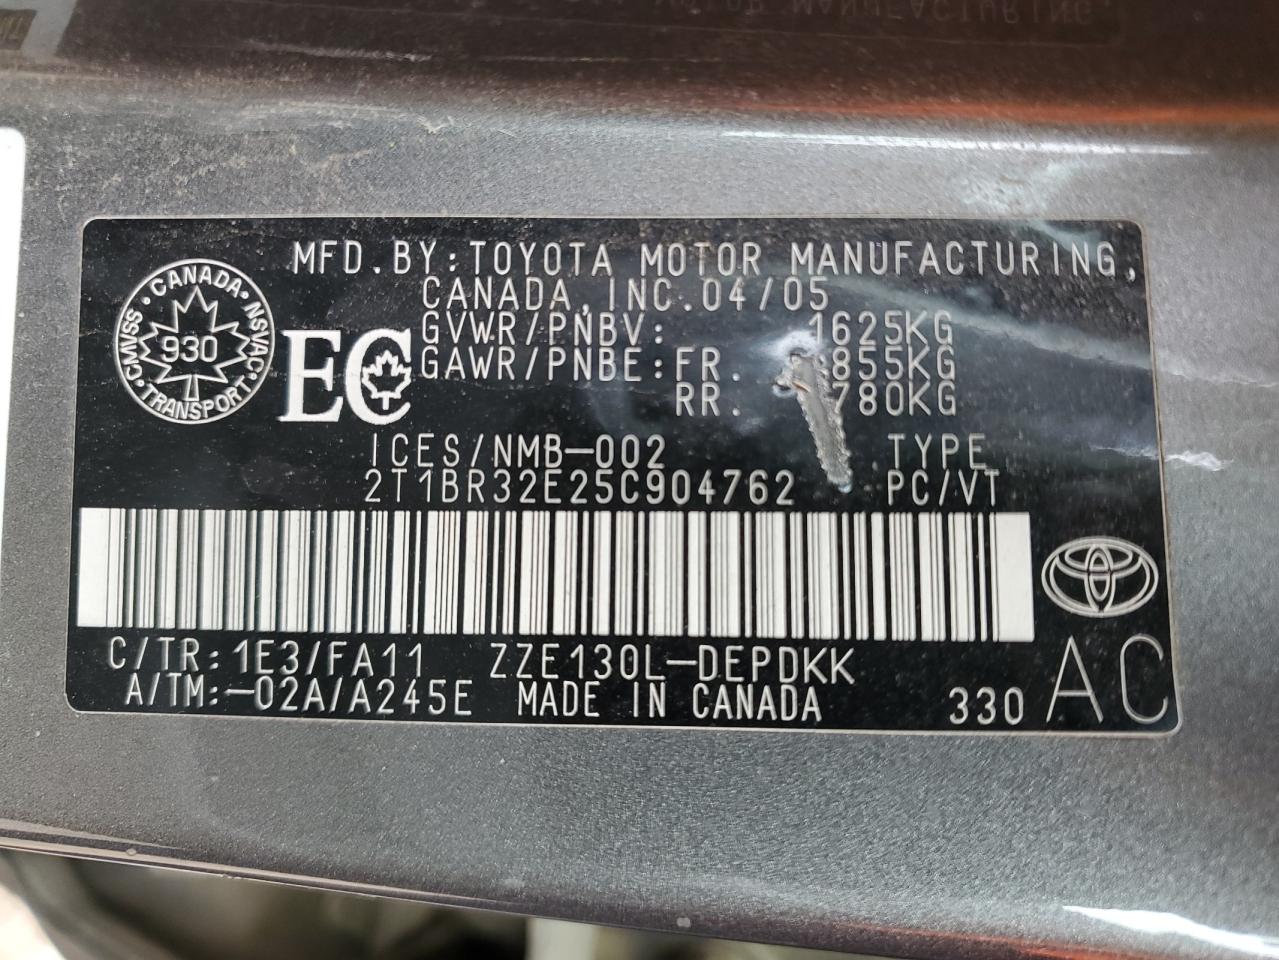 MFD.BY:TOYOTA MOTOR MANUFACTURING,
CANADA,INC.04/05
GVWR/PNBV: 1625KG
GAWR/PNBE:FR. 855KG
RR. 780KG
CMVSS • CANADA • NSVAC • TRANSPORT
930
EC
ICES/NMB-002 TYPE
2T1BR32E25C904762 PC/VT
C/TR:1E3/FA11 ZZE130L-DEPDKK
A/TM:-02A/A245E MADE IN CANADA 330 AC